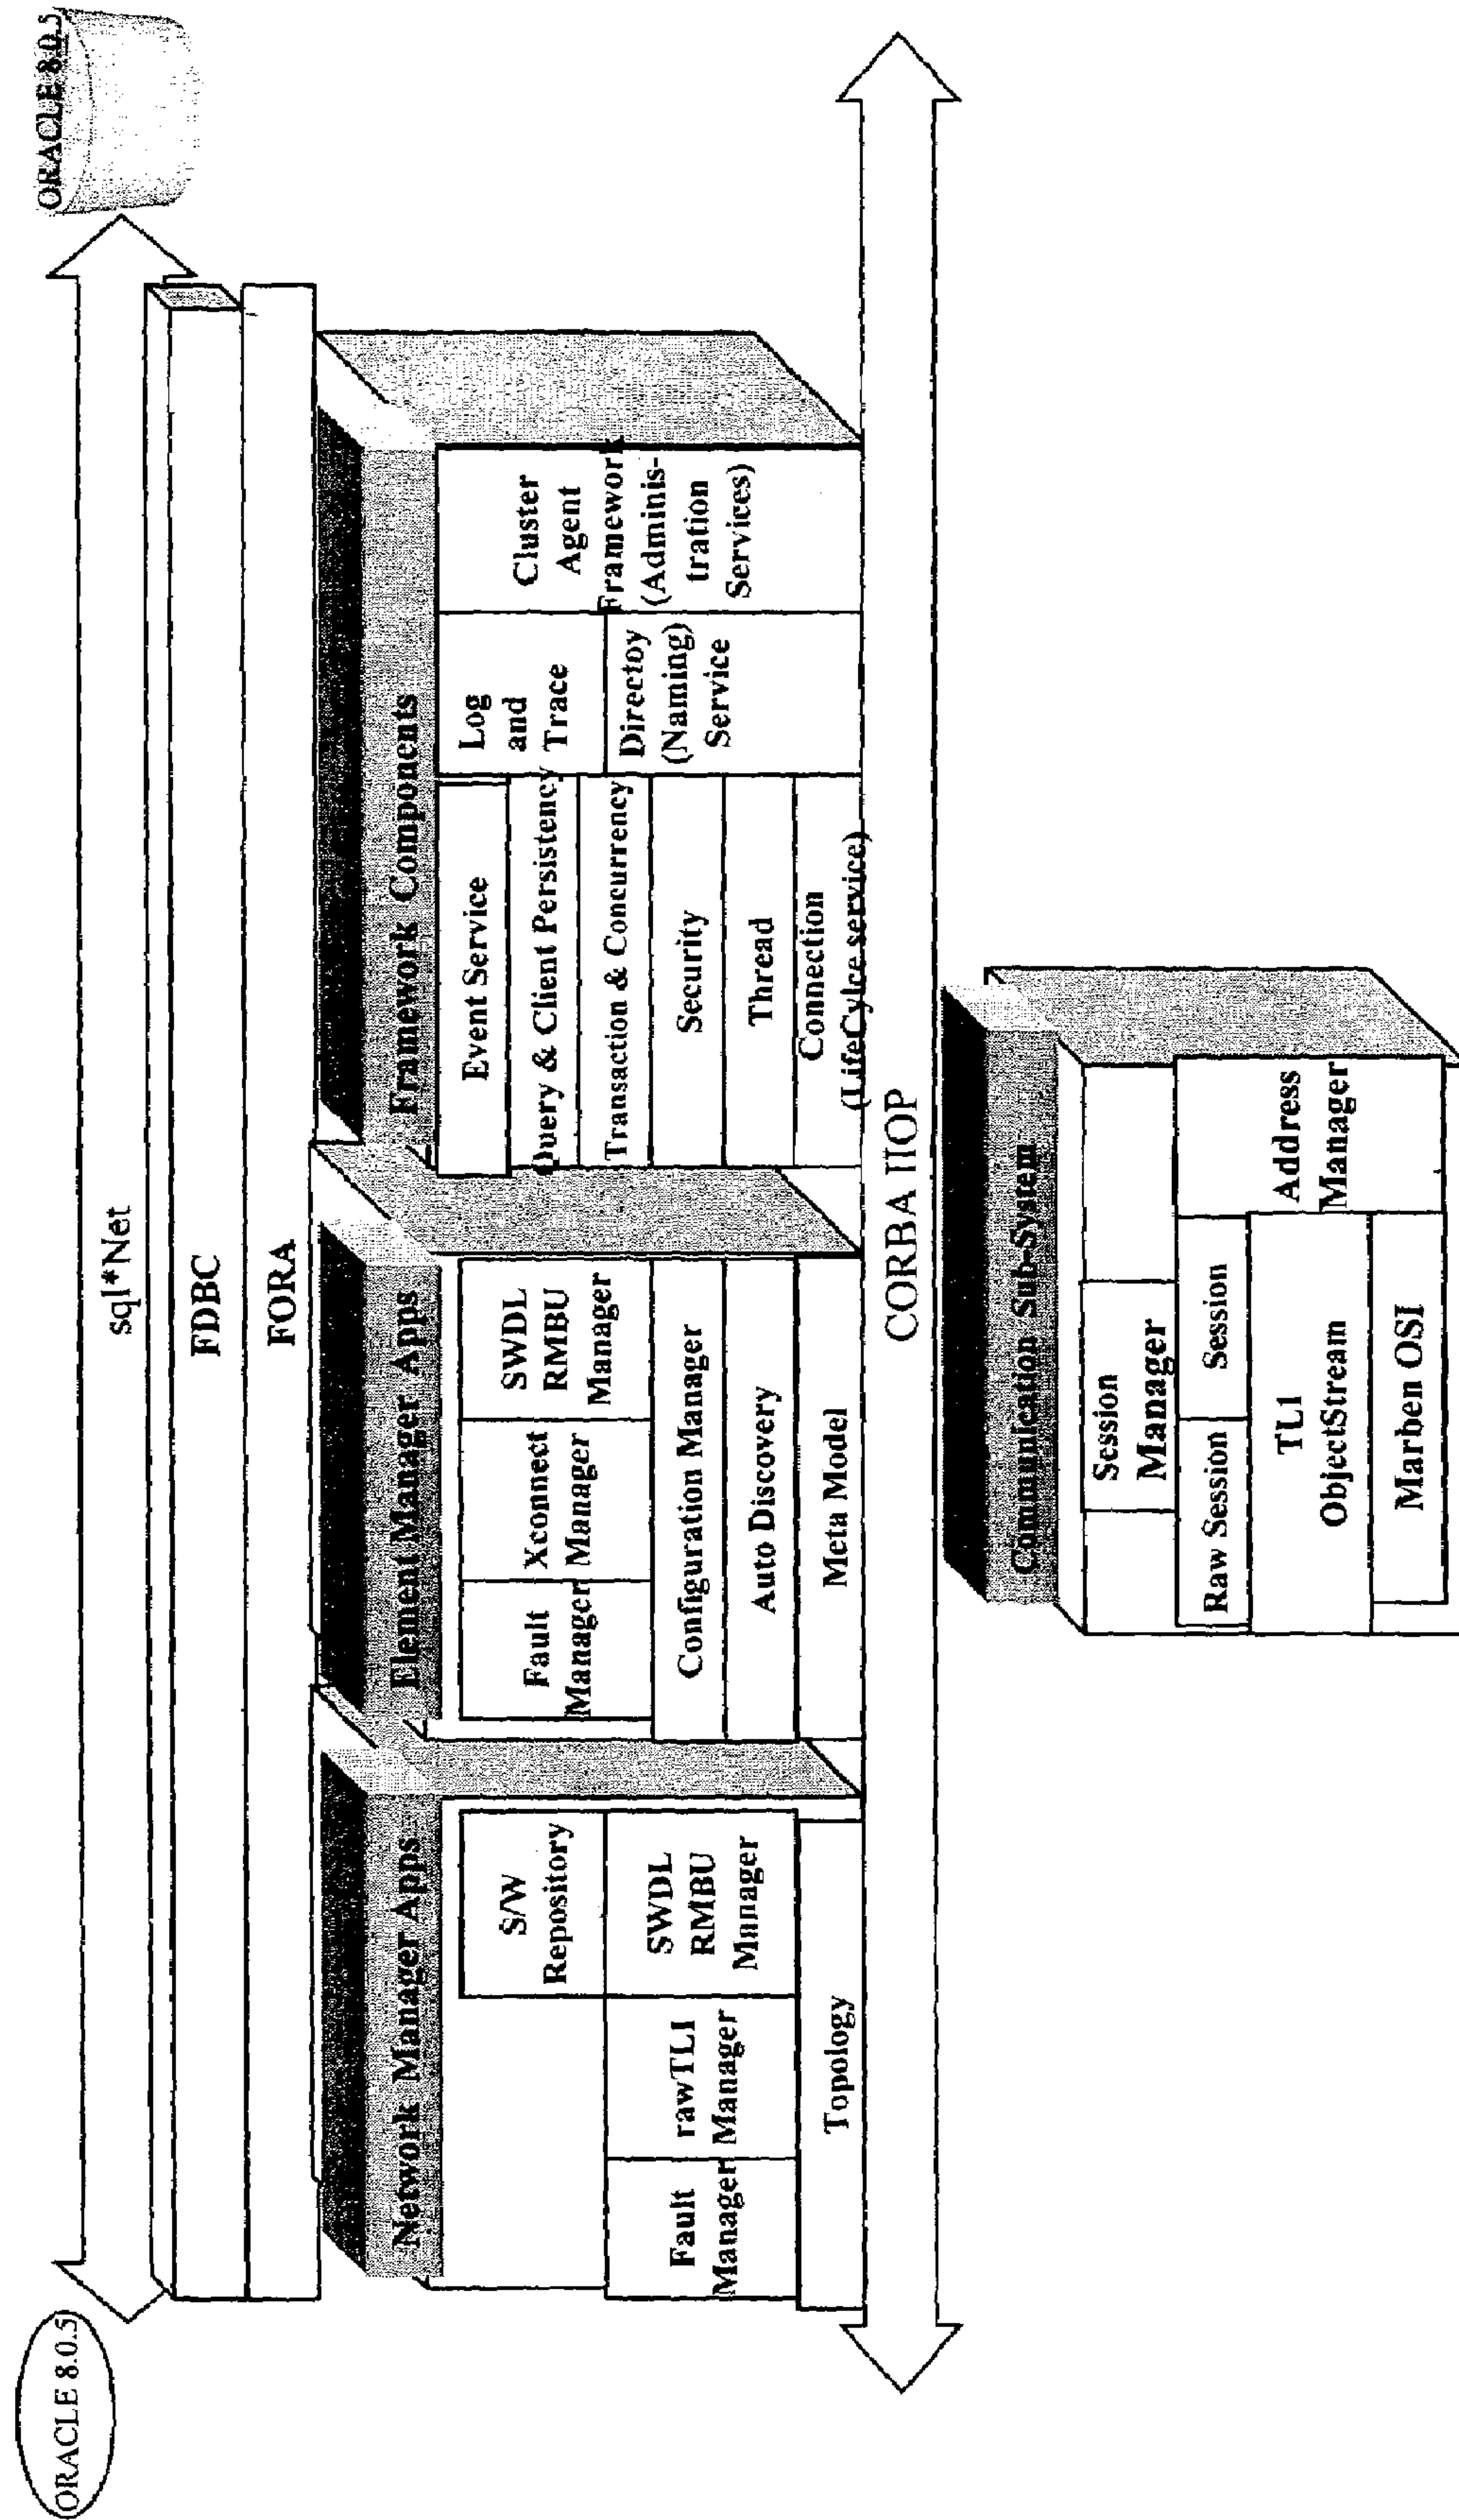 ORACLE 8.0.5
ORACLE 8.0.5
sql*Net
FDBC
FORA
Network Manager Apps
S/W
Repository
Fault
Manager
rawTL1
Manager
SWDL
RMBU
Manager
Topology
Element Manager Apps
Fault
Manager
Xconnect
Manager
SWDL
RMBU
Manager
Configuration Manager
Auto Discovery
Meta Model
Framework Components
Event Service
Query & Client Persistency
Transaction & Concurrency
Security
Thread
Connection
(LifeCylce service)
Log
and
Trace
Directoy
(Naming)
Service
Cluster
Agent
Framework
(Adminis-
tration
Services)
CORBA IIOP
Communication Sub-System
Session
Manager
Raw Session
Session
Address
Manager
TL1
ObjectStream
Marben OSI